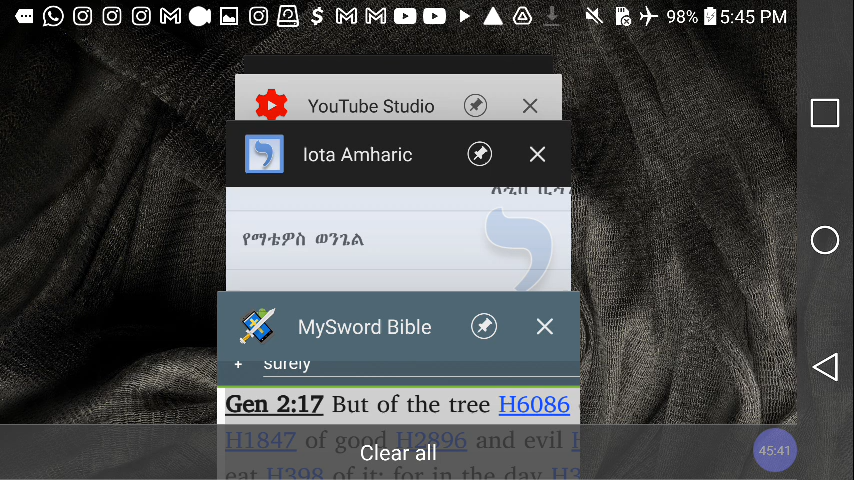 98% 5:45 PM
YouTube Studio
Iota Amharic
የማቴዎስ ወንጌል
MySword Bible
+ surely
Gen 2:17 But of the tree H6086
H1847 of good H2896 and evil
eat H398 of it: for in the day
Clear all
45:41